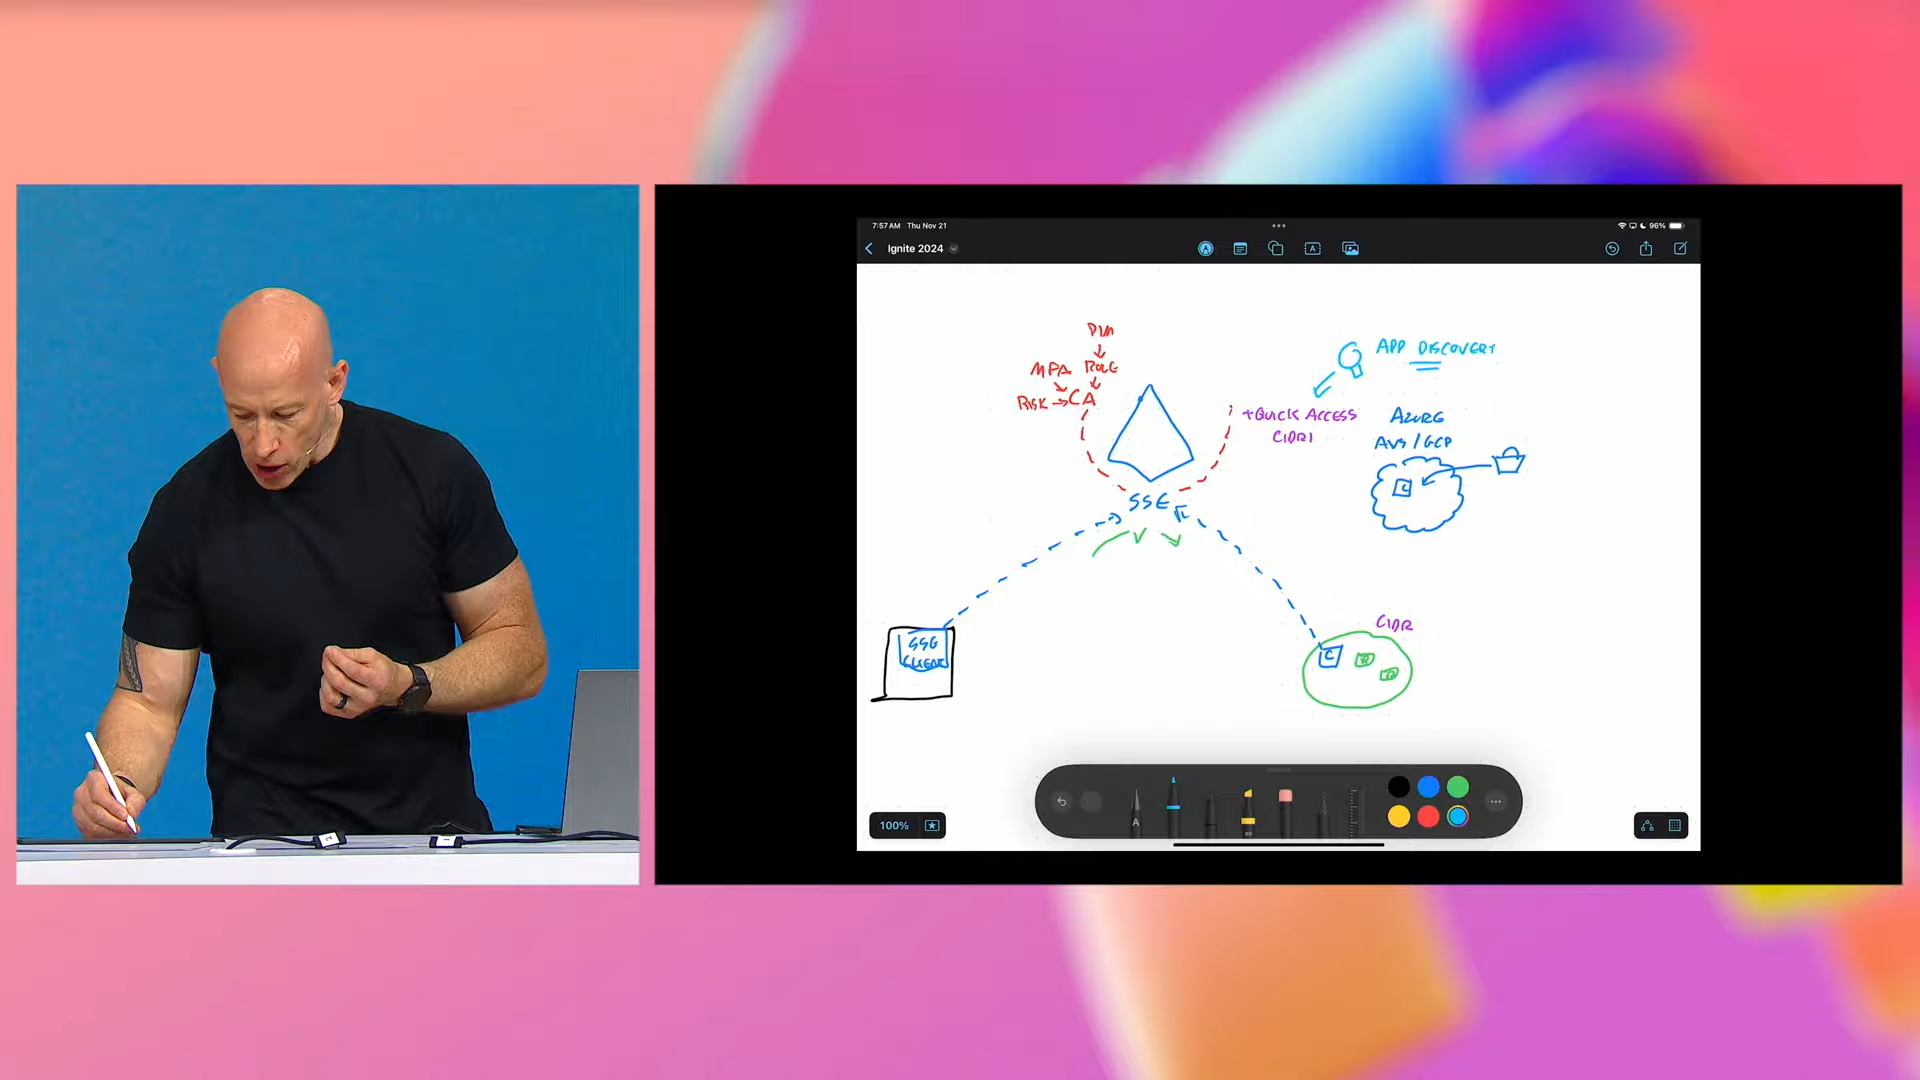 7:57 AM Thu Nov 21
96%
Ignite 2024
A
PIM
MFA ROLE
RISK → CA
APP DISCOVERY
+QUICK ACCESS
CIDR1
AZURE
AWS / GCP
C
SSE
SSE
CLIENT
CIDR
C
A
100%